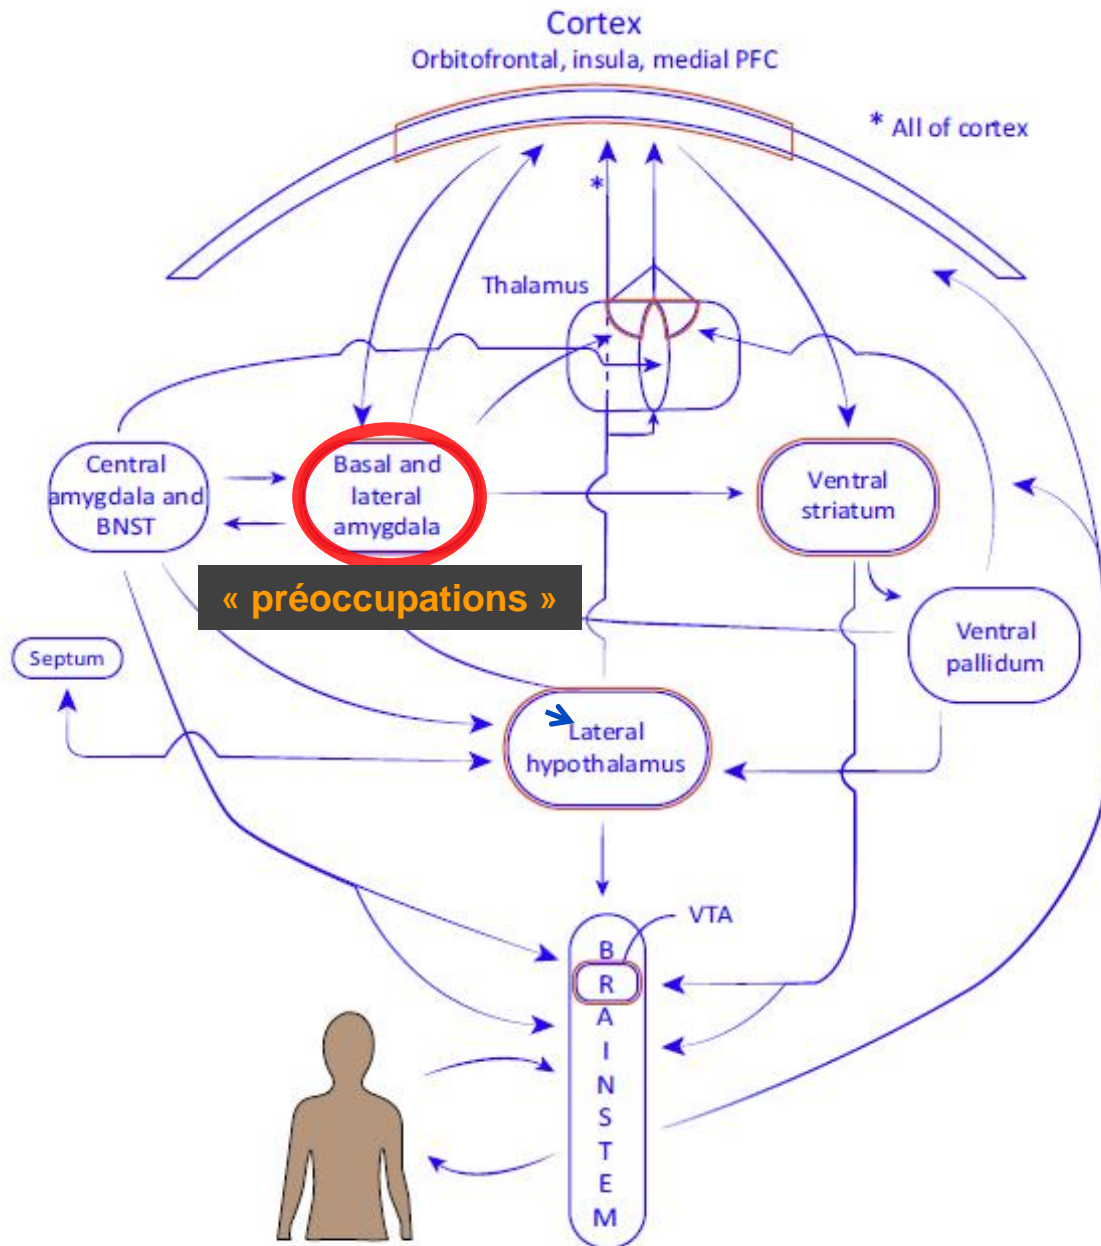 Cortex
Orbitofrontal, insula, medial PFC
* All of cortex
*
Thalamus
Central
amygdala and
BNST
Basal and
lateral
amygdala
Ventral
striatum
« préoccupations »
Septum
Ventral
pallidum
Lateral
hypothalamus
VTA
B
R
A
I
N
S
T
E
M